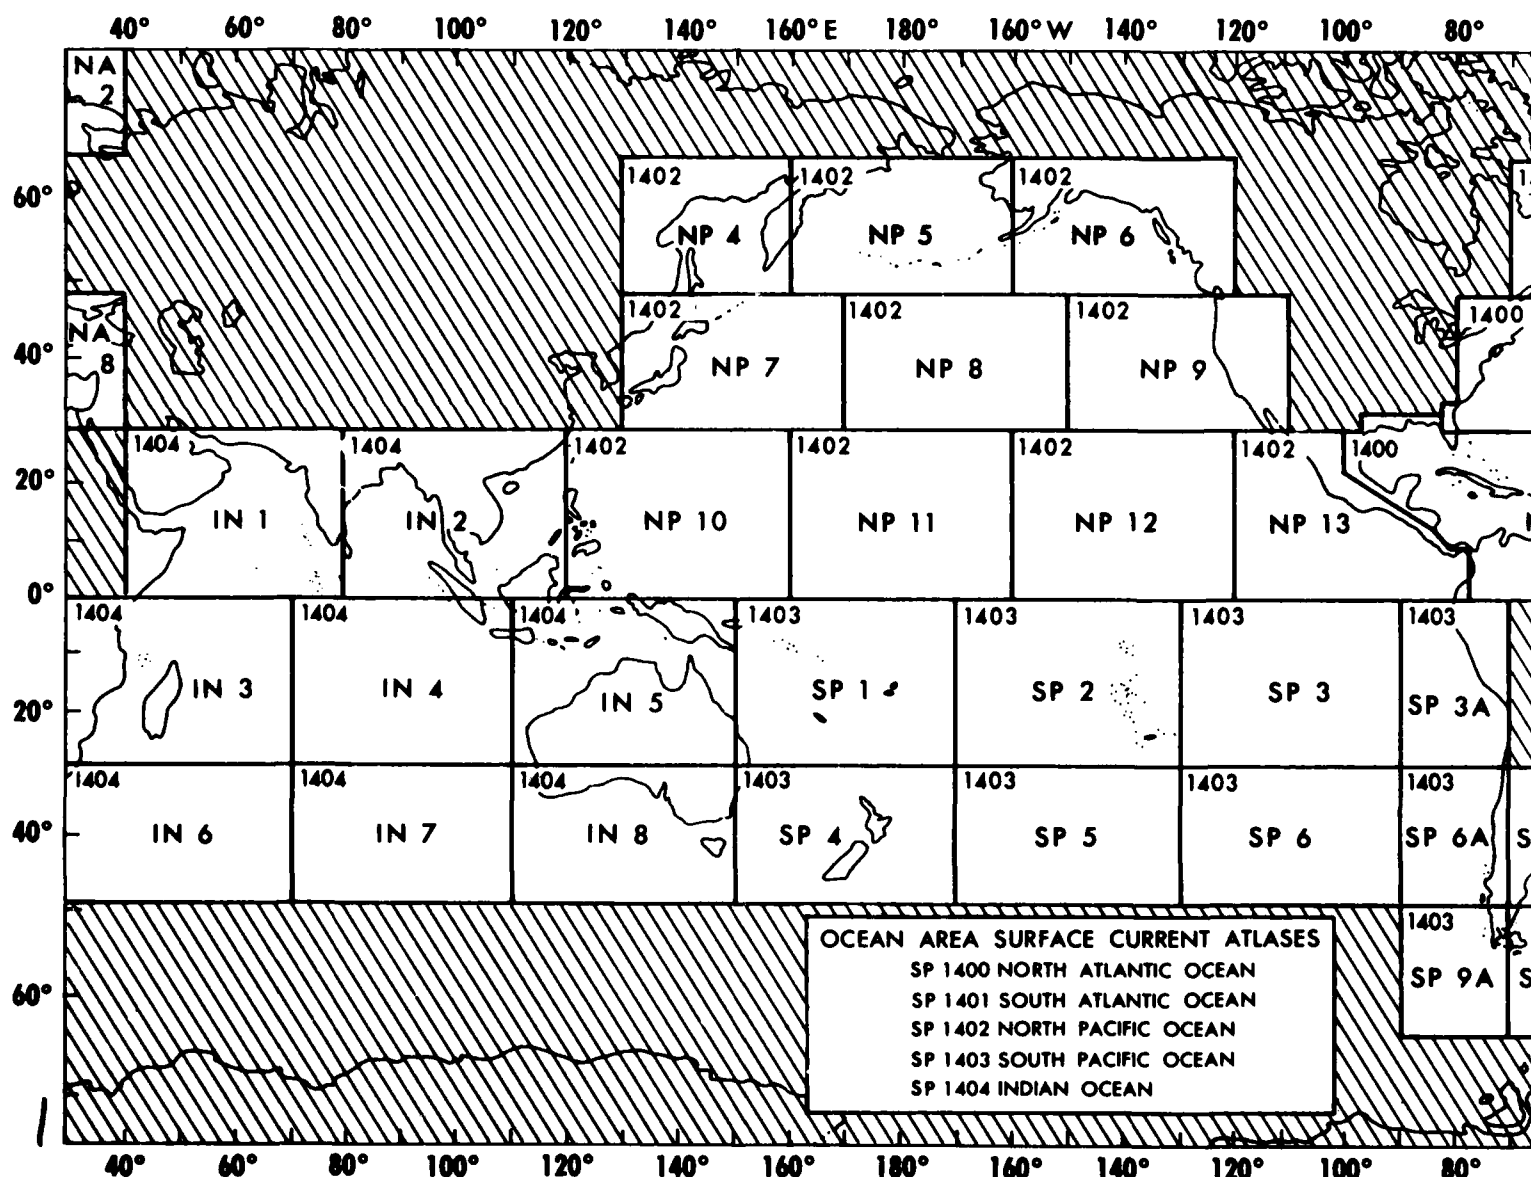 40° 60° 80° 100° 120° 140° 160° E 180° 160° W 140° 120° 100° 80°
NA
2
60°
1402 1402 1402
NP 4 NP 5 NP 6
NA
8
1402 1402 1402 1400
40°
NP 7 NP 8 NP 9
1404 1404 1402 1402 1402 1402 1400
20°
IN 1 IN 2 NP 10 NP 11 NP 12 NP 13
0°
1404 1404 1404 1403 1403 1403 1403
IN 3 IN 4 IN 5 SP 1 SP 2 SP 3 SP 3A
20°
1404 1404 1404 1403 1403 1403 1403
40°
IN 6 IN 7 IN 8 SP 4 SP 5 SP 6 SP 6A
1403
SP 9A
60°
OCEAN AREA SURFACE CURRENT ATLASES
SP 1400 NORTH ATLANTIC OCEAN
SP 1401 SOUTH ATLANTIC OCEAN
SP 1402 NORTH PACIFIC OCEAN
SP 1403 SOUTH PACIFIC OCEAN
SP 1404 INDIAN OCEAN
40° 60° 80° 100° 120° 140° 160° 180° 160° 140° 120° 100° 80°